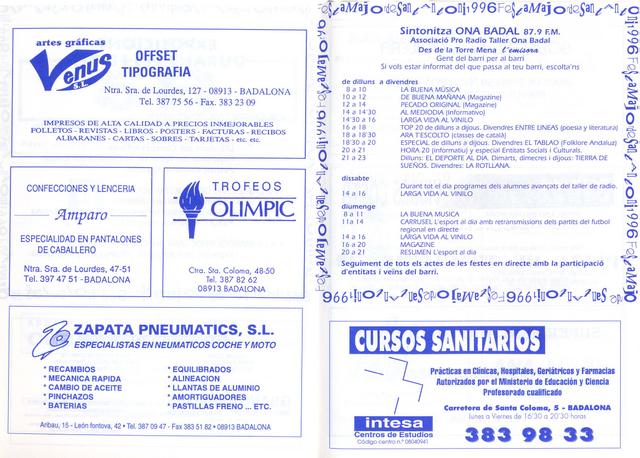 artes gráficas
Venus S.L.
OFFSET
TIPOGRAFIA
Ntra. Sra. de Lourdes, 127 - 08913 - BADALONA
Tel. 387 75 56 - Fax. 383 23 09
IMPRESOS DE ALTA CALIDAD A PRECIOS INMEJORABLES
FOLLETOS - REVISTAS - LIBROS - POSTERS - FACTURAS - RECIBOS
ALBARANES - CARTAS - SOBRES - TARJETAS - etc. etc.
CONFECCIONES Y LENCERIA
Amparo
ESPECIALIDAD EN PANTALONES
DE CABALLERO
Ntra. Sra. de Lourdes, 47-51
Tel. 397 47 51 - BADALONA
TROFEOS
OLIMPIC
Ctra. Sta. Coloma, 48-50
Tel. 387 82 62
08913 BADALONA
ZAPATA PNEUMATICS, S.L.
ESPECIALISTAS EN NEUMATICOS COCHE Y MOTO
* RECAMBIOS
* MECANICA RAPIDA
* CAMBIO DE ACEITE
* PINCHAZOS
* BATERIAS
* EQUILIBRADOS
* ALINEACION
* LLANTAS DE ALUMINIO
* AMORTIGUADORES
* PASTILLAS FRENO ... ETC.
Aribau, 15 - León fontova, 42 • Tel. 387 09 47 - Fax 383 51 82 • 08913 BADALONA
FestaMajordeSantAntoni1996
Sintonitza ONA BADAL 87.9 F.M.
Associació Pro Radio Taller Ona Badal
Des de la Torre Mena l'emisora
Gent del barri per al barri
Si vols estar informat del que passa al teu barri, escolta'ns
de dilluns a divendres
8 a 10 LA BUENA MÚSICA
10 a 12 DE BUENA MAÑANA (Magazine)
12 a 14 PECADO ORIGINAL (Magazine)
14 a 14.30 AL MEDIODIA (informatiu)
14'30 a 16 LARGA VIDA AL VINILO
16 a 18 TOP 20 de dilluns a dijous. Divendres ENTRE LINEAS (poesia y literatura)
18 a 18'30 ARA T'ESCOLTO (classes de català)
18'30 a 20 ESPECIAL de dilluns a dijous. Divendres EL TABLAO (Folklore Andaluz)
20 a 21 HORA 20 (informatiu) y especial Entitats Socials i Culturals.
21 a 23 Dilluns: EL DEPORTE AL DIA. Dimarts, dimecres i dijous: TIERRA DE
SUEÑOS. Divendres: LA ROTLLANA.
dissabte
Durant tot el dia programes dels alumnes avançats del taller de radio.
14 a 16 LARGA VIDA AL VINILO
diumenge
8 a 11 LA BUENA MUSICA
11 a 14 CARRUSEL L'esport al dia amb retransmissions dels partits del futbol
regional en directe
14 a 16 LARGA VIDA AL VINILO
16 a 20 MAGAZINE
20 a 21 RESUMEN L'esport al dia
Seguiment de tots els actes de les festes en directe amb la participació
d'entitats i veïns del barri.
CURSOS SANITARIOS
Prácticas en Clínicas, Hospitales, Geriátricos y Farmacias
Autorizados por el Ministerio de Educación y Ciencia
Profesorado cualificado
Carretera de Santa Coloma, 5 - BADALONA
lunes a Viernes de 16'30 a 20'30 horas
intesa
Centros de Estudios
Código centro n.º 08040941
383 98 33